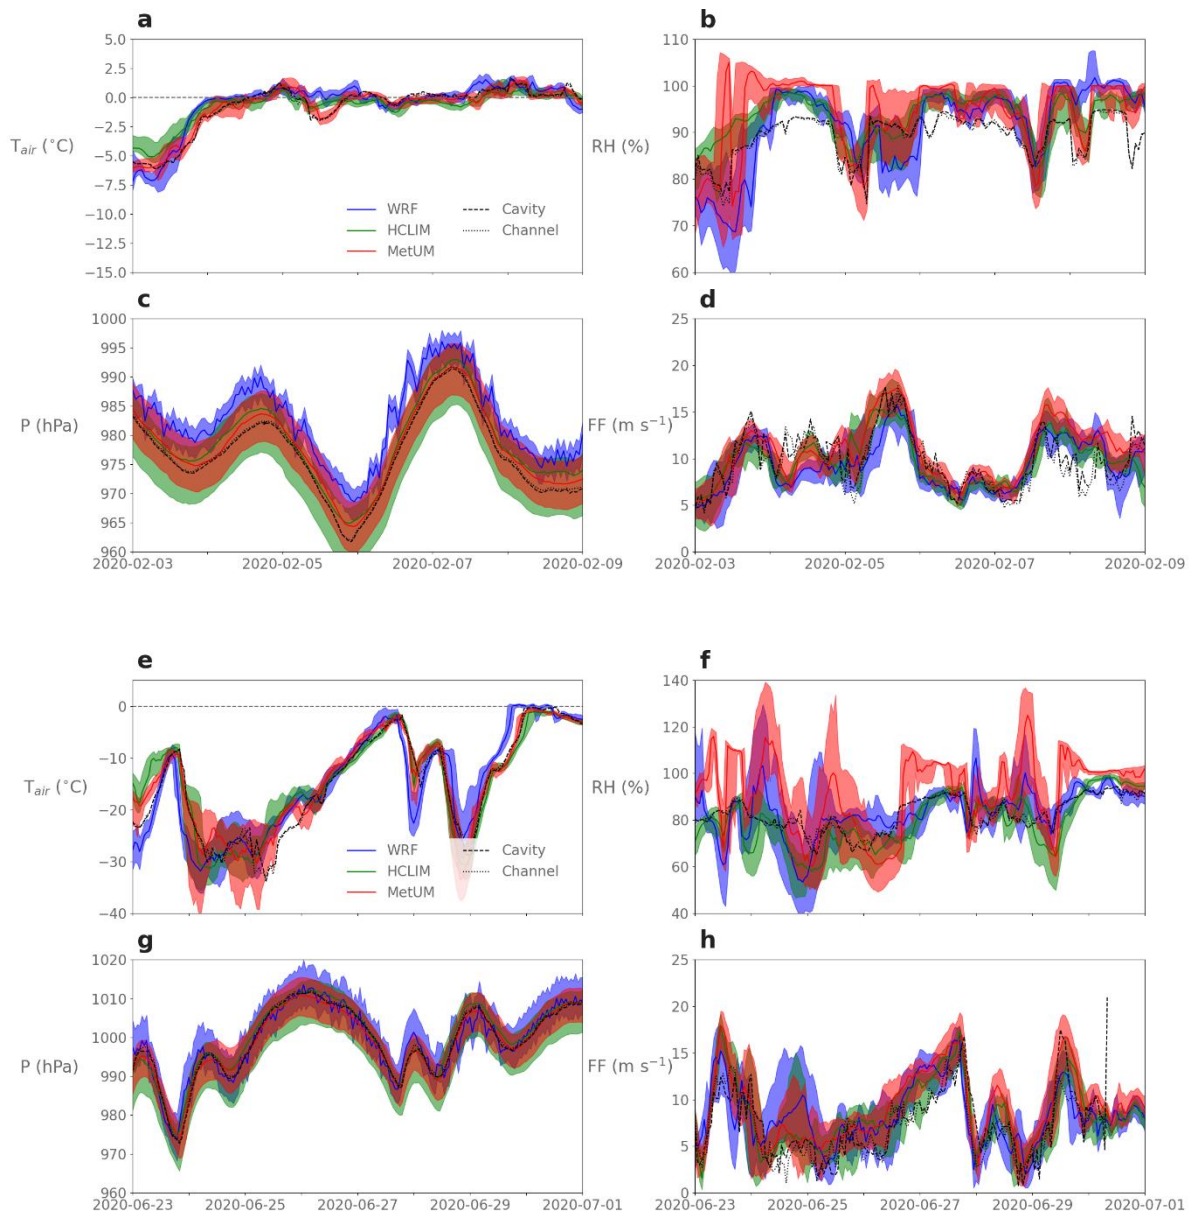 a
b
5.0
2.5
0.0
−2.5
−5.0
−7.5
−10.0
−12.5
−15.0
Tair (°C)
WRF
HCLIM
MetUM
Cavity
Channel
110
100
90
80
70
60
RH (%)
c
d
1000
995
990
985
980
975
970
965
960
P (hPa)
2020-02-03
2020-02-05
2020-02-07
2020-02-09
25
20
15
10
5
0
FF (m s−1)
2020-02-03
2020-02-05
2020-02-07
2020-02-09
e
f
0
−10
−20
−30
−40
Tair (°C)
WRF
HCLIM
MetUM
Cavity
Channel
140
120
100
80
60
40
RH (%)
g
h
1020
1010
1000
990
980
970
960
P (hPa)
2020-06-23
2020-06-25
2020-06-27
2020-06-29
2020-07-01
25
20
15
10
5
0
FF (m s−1)
2020-06-23
2020-06-25
2020-06-27
2020-06-29
2020-07-01